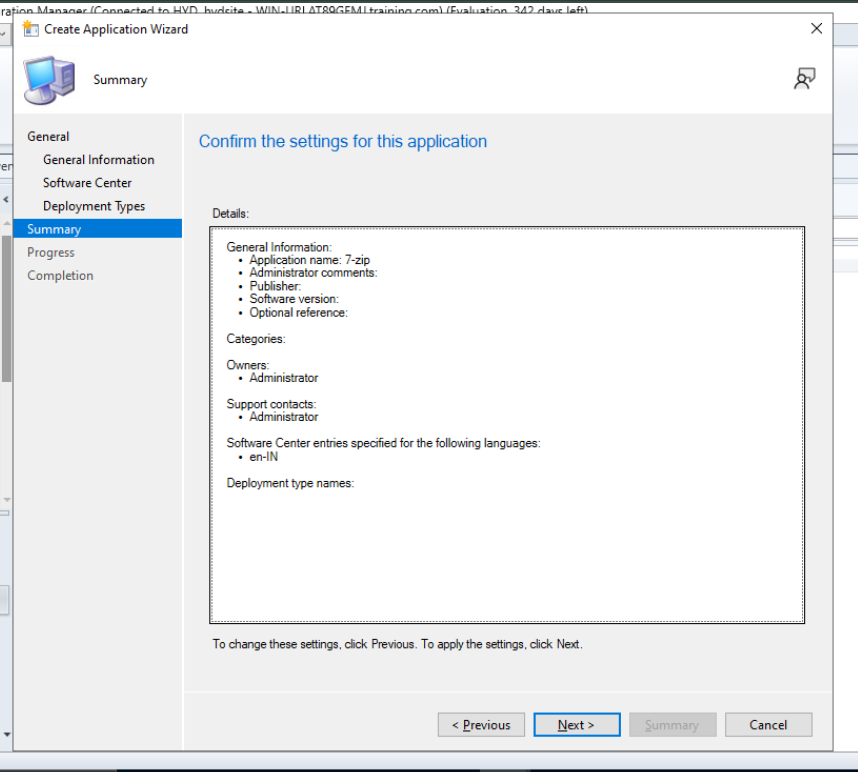 ration Manager (Connected to HYD hydsite - WIN-URLAT89GEMJ.training.com) (Evaluation, 342 days left)
Create Application Wizard
Summary
General
General Information
Software Center
Deployment Types
Summary
Progress
Completion
Confirm the settings for this application
Details:
General Information:
• Application name: 7-zip
• Administrator comments:
• Publisher:
• Software version:
• Optional reference:
Categories:
Owners:
• Administrator
Support contacts:
• Administrator
Software Center entries specified for the following languages:
• en-IN
Deployment type names:
To change these settings, click Previous. To apply the settings, click Next.
< Previous
Next >
Summary
Cancel